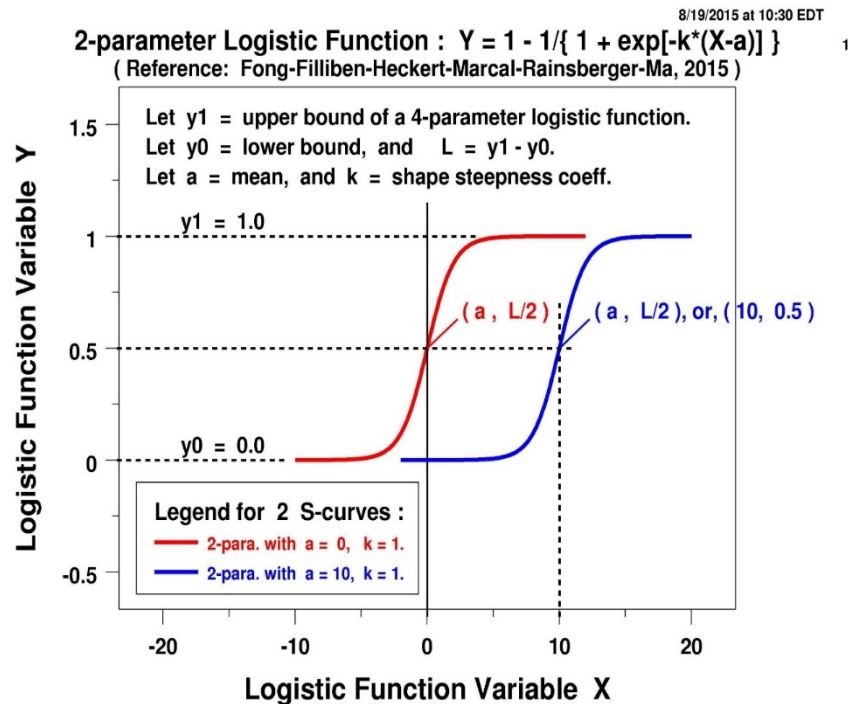 8/19/2015 at 10:30 EDT
2-parameter Logistic Function : Y = 1 - 1/{ 1 + exp[-k*(X-a)] }
1
( Reference: Fong-Filliben-Heckert-Marcal-Rainsberger-Ma, 2015 )
Let y1 = upper bound of a 4-parameter logistic function.
Let y0 = lower bound, and L = y1 - y0.
Let a = mean, and k = shape steepness coeff.
Logistic Function Variable Y
1.5
1
0.5
0
-0.5
y1 = 1.0
( a , L/2 )
( a , L/2 ), or, ( 10, 0.5 )
y0 = 0.0
Legend for 2 S-curves :
2-para. with a = 0, k = 1.
2-para. with a = 10, k = 1.
-20 -10 0 10 20
Logistic Function Variable X